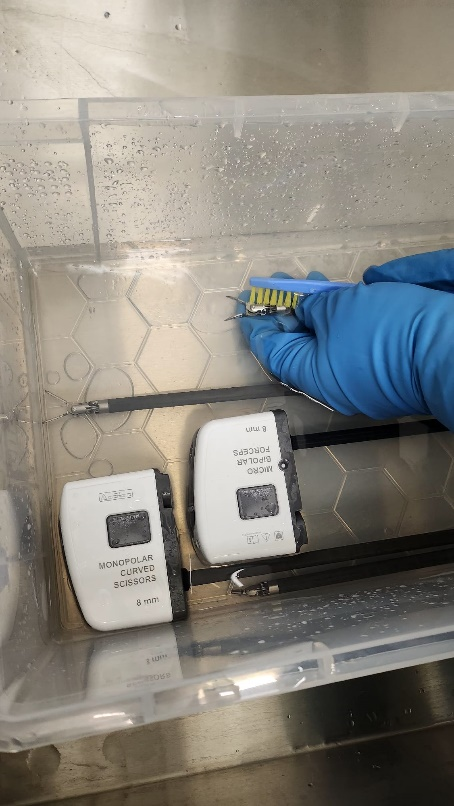 8 mm
MICRO
BIPOLAR
FORCEPS
MONOPOLAR
CURVED
SCISSORS
8 mm